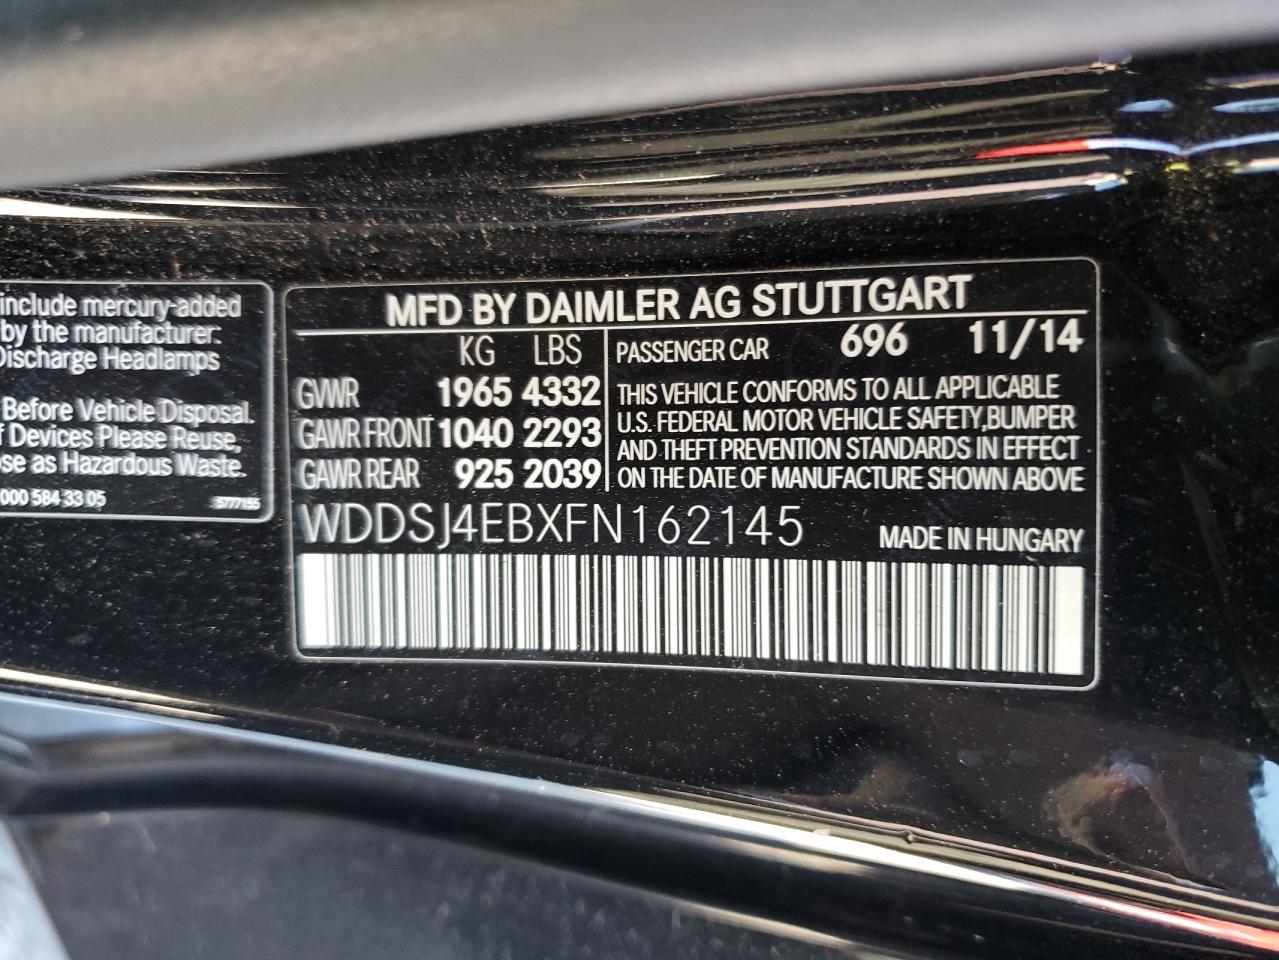 include mercury-added
by the manufacturer:
Discharge Headlamps
Before Vehicle Disposal.
Devices Please Reuse,
as Hazardous Waste.
000 584 33 05
5777155
MFD BY DAIMLER AG STUTTGART
KG LBS
GVWR 1965 4332
GAWR FRONT 1040 2293
GAWR REAR 925 2039
PASSENGER CAR 696 11/14
THIS VEHICLE CONFORMS TO ALL APPLICABLE
U.S. FEDERAL MOTOR VEHICLE SAFETY,BUMPER
AND THEFT PREVENTION STANDARDS IN EFFECT
ON THE DATE OF MANUFACTURE SHOWN ABOVE
WDDSJ4EBXFN162145
MADE IN HUNGARY